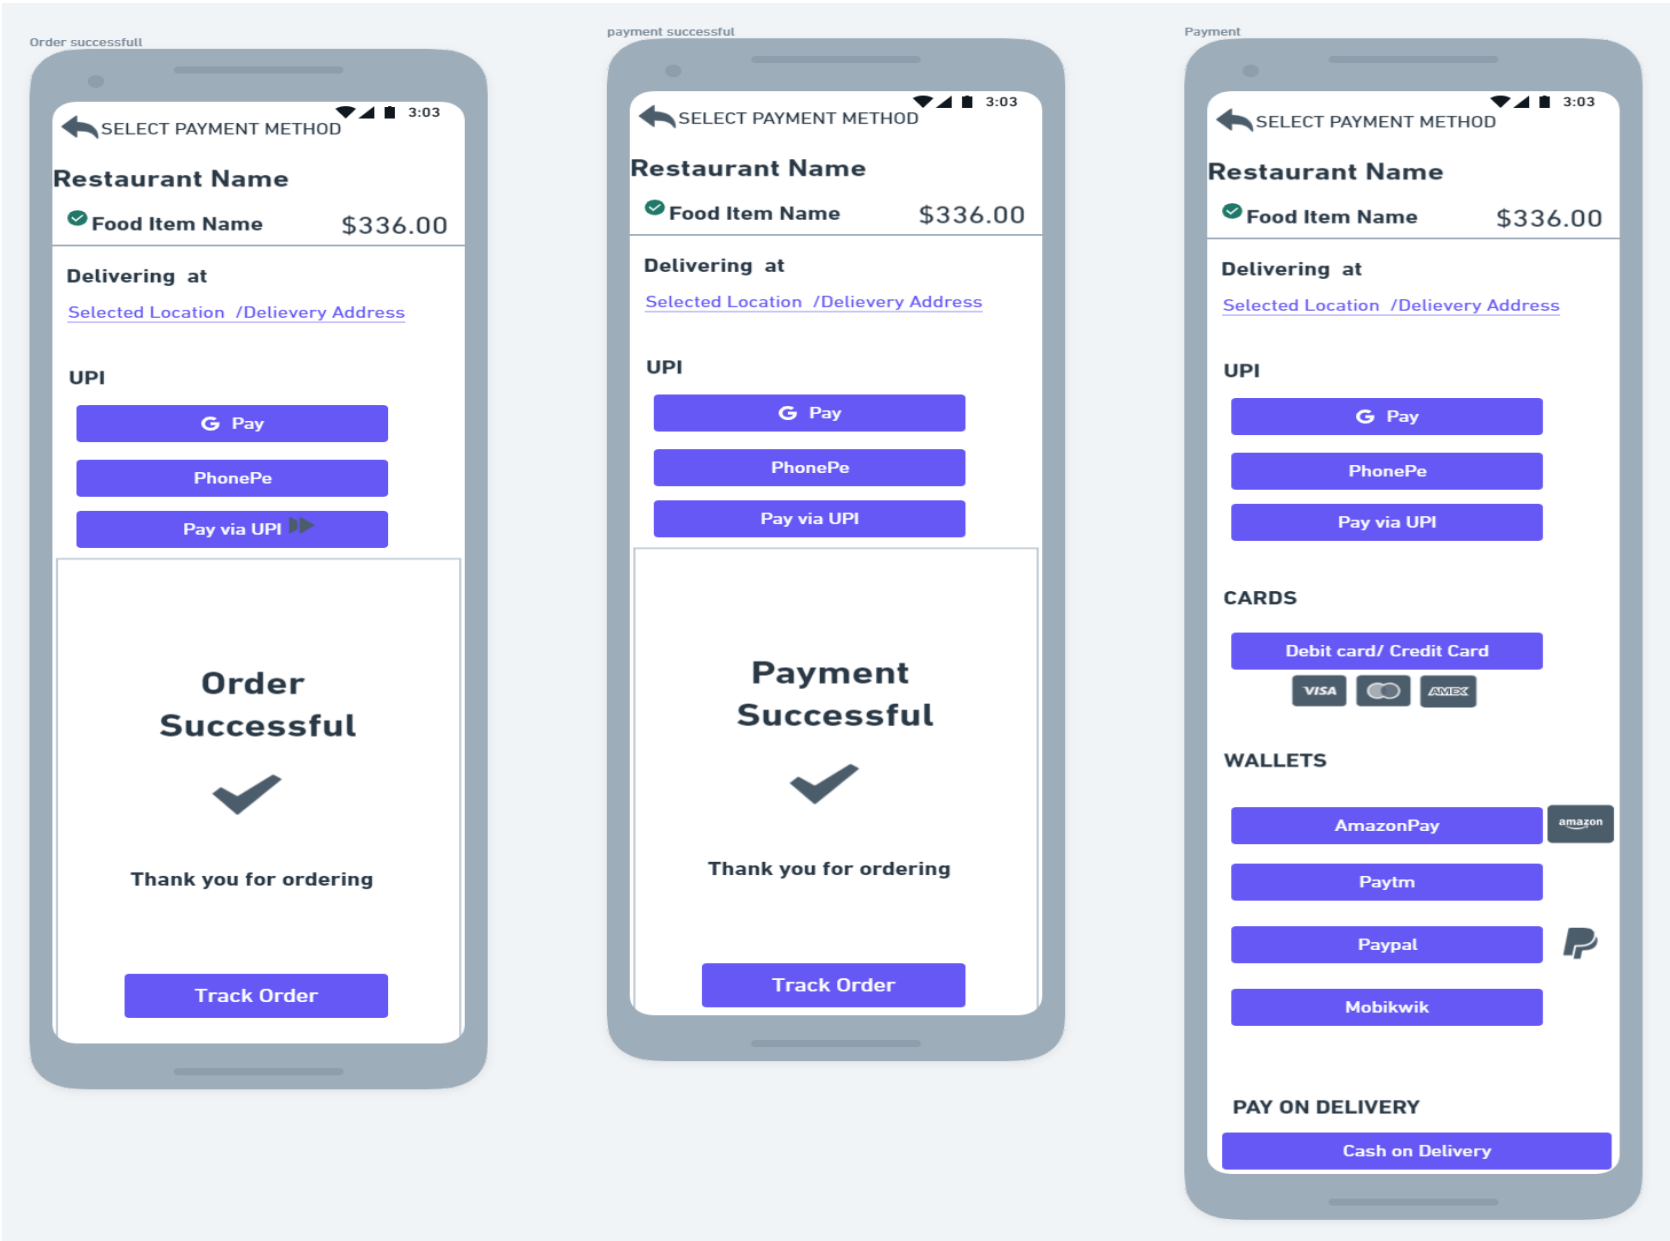 Order successfull
3:03
SELECT PAYMENT METHOD
Restaurant Name
Food Item Name $336.00
Delivering at
Selected Location /Delievery Address
UPI
G Pay
PhonePe
Pay via UPI
Order
Successful
Thank you for ordering
Track Order
payment successful
3:03
SELECT PAYMENT METHOD
Restaurant Name
Food Item Name $336.00
Delivering at
Selected Location /Delievery Address
UPI
G Pay
PhonePe
Pay via UPI
Payment
Successful
Thank you for ordering
Track Order
Payment
3:03
SELECT PAYMENT METHOD
Restaurant Name
Food Item Name $336.00
Delivering at
Selected Location /Delievery Address
UPI
G Pay
PhonePe
Pay via UPI
CARDS
Debit card/ Credit Card
VISA AMEX
WALLETS
AmazonPay amazon
Paytm
Paypal
Mobikwik
PAY ON DELIVERY
Cash on Delivery